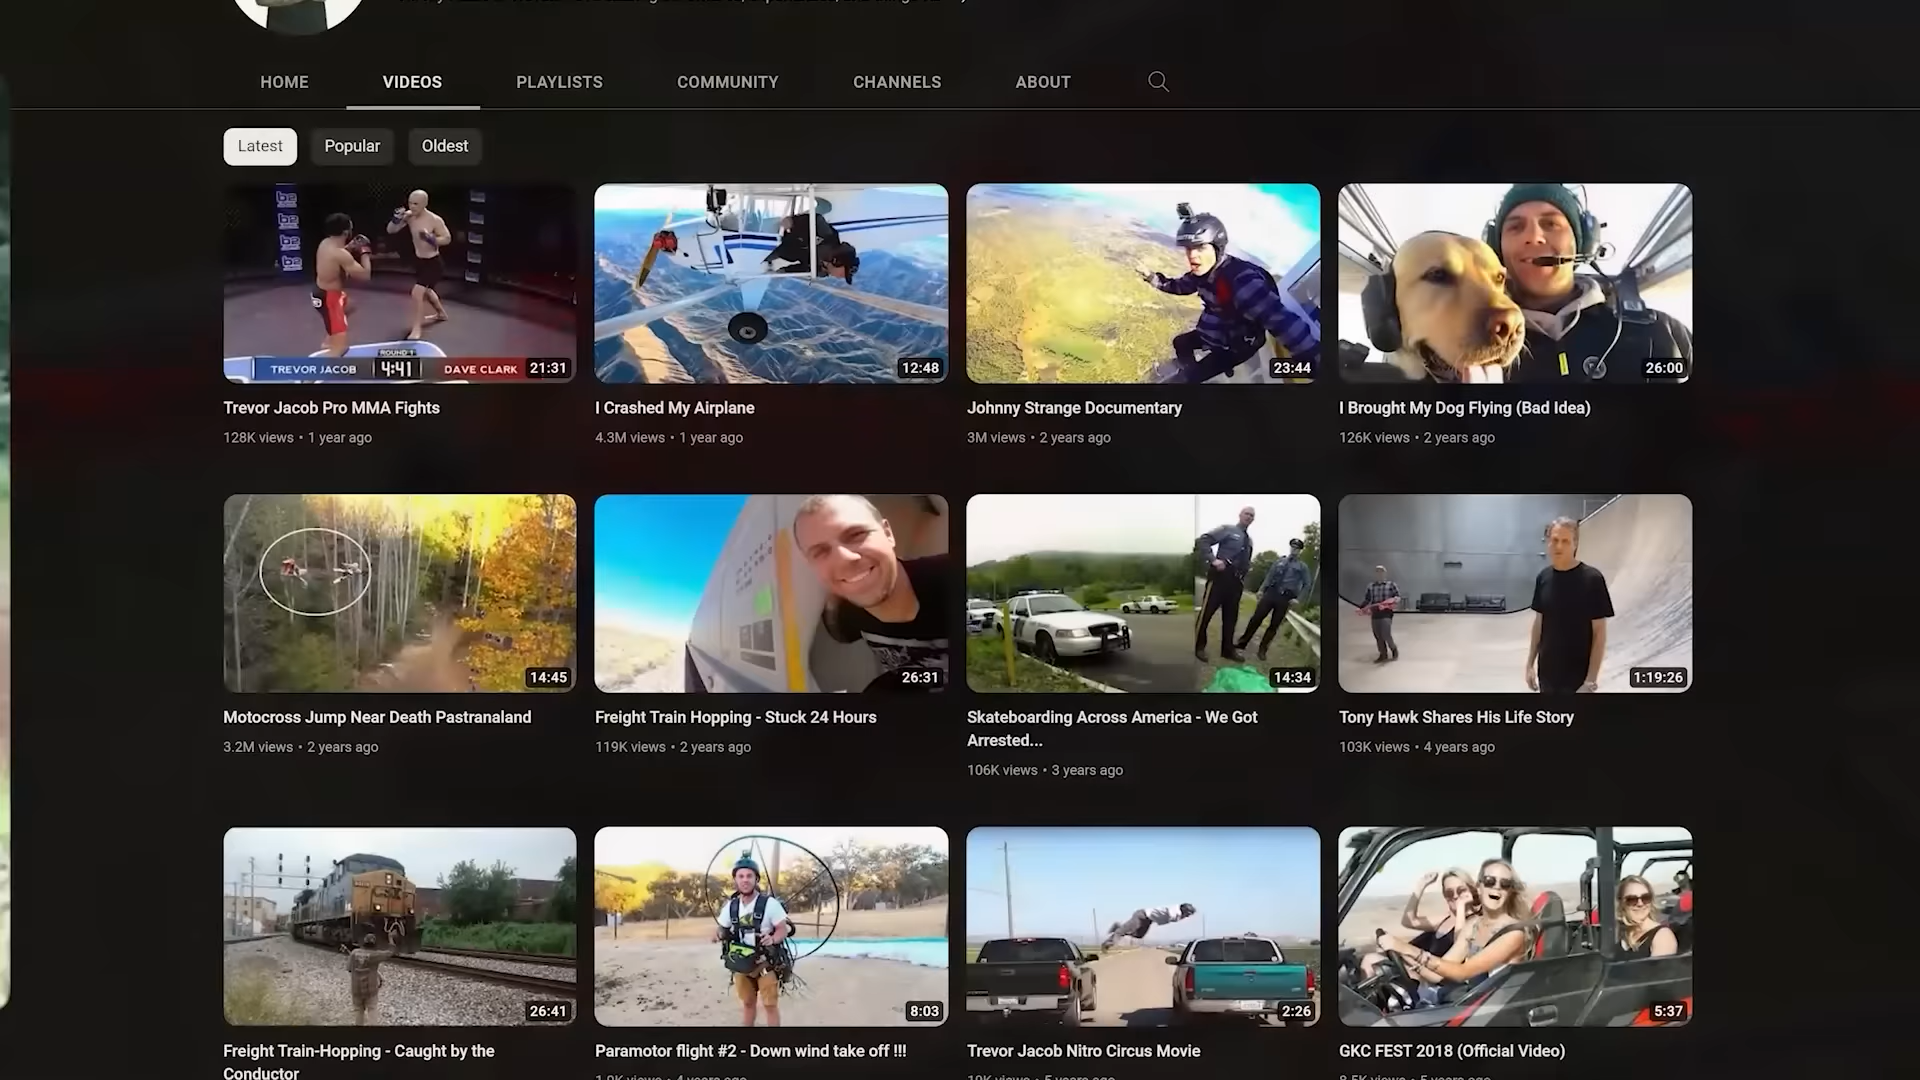 HOME VIDEOS PLAYLISTS COMMUNITY CHANNELS ABOUT
Latest Popular Oldest
be
be
be
be
ROUND 1
TREVOR JACOB 4:41 DAVE CLARK 21:31
12:48
23:44
26:00
Trevor Jacob Pro MMA Fights
128K views • 1 year ago
I Crashed My Airplane
4.3M views • 1 year ago
Johnny Strange Documentary
3M views • 2 years ago
I Brought My Dog Flying (Bad Idea)
126K views • 2 years ago
14:45
26:31
14:34
1:19:26
Motocross Jump Near Death Pastranaland
3.2M views • 2 years ago
Freight Train Hopping - Stuck 24 Hours
119K views • 2 years ago
Skateboarding Across America - We Got
Arrested...
106K views • 3 years ago
Tony Hawk Shares His Life Story
103K views • 4 years ago
26:41
8:03
2:26
5:37
Freight Train-Hopping - Caught by the
Conductor
Paramotor flight #2 - Down wind take off !!!
Trevor Jacob Nitro Circus Movie
GKC FEST 2018 (Official Video)